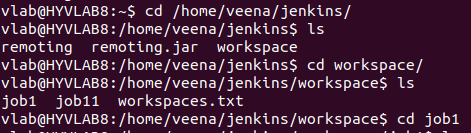 vlab@HYVLAB8:~$ cd /home/veena/jenkins/
vlab@HYVLAB8:/home/veena/jenkins$ ls
remoting  remoting.jar  workspace
vlab@HYVLAB8:/home/veena/jenkins$ cd workspace/
vlab@HYVLAB8:/home/veena/jenkins/workspace$ ls
job1  job11  workspaces.txt
vlab@HYVLAB8:/home/veena/jenkins/workspace$ cd job1